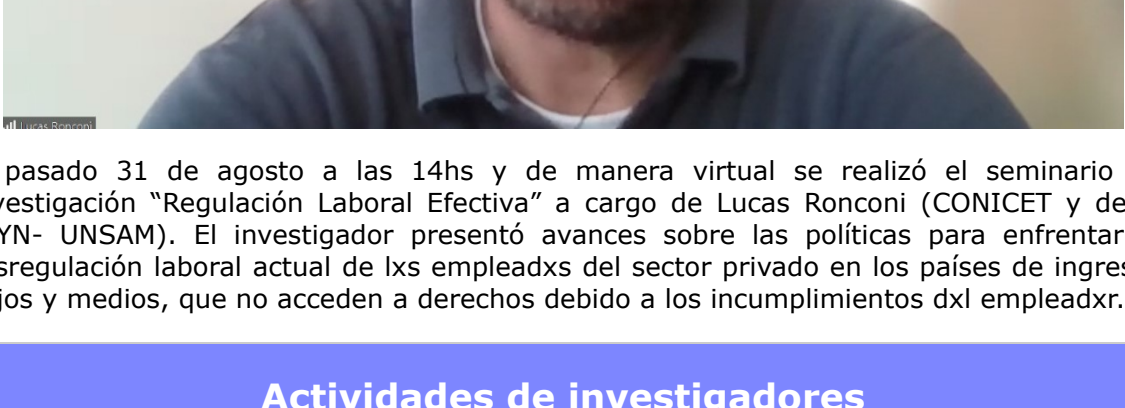 Lucas Ronconi
pasado 31 de agosto a las 14hs y de manera virtual se realizó el seminario
vestigación “Regulación Laboral Efectiva” a cargo de Lucas Ronconi (CONICET y de
YN- UNSAM). El investigador presentó avances sobre las políticas para enfrentar
sregulación laboral actual de lxs empleadxs del sector privado en los países de ingres
jos y medios, que no acceden a derechos debido a los incumplimientos dxl empleadxr.
Actividades de investigadores